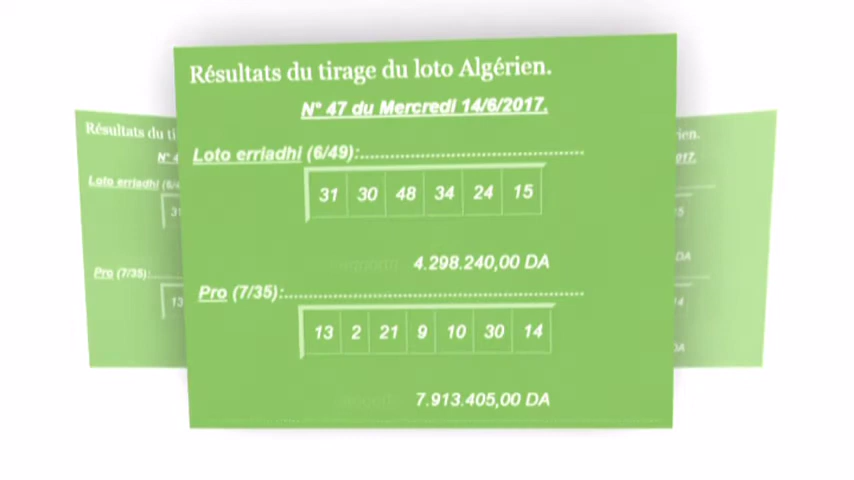 Résultats du tirage du loto Algérien.
N° 47 du Mercredi 14/6/2017.
Loto erriadhi (6/49):
31 30 48 34 24 15
4.298.240,00 DA
Pro (7/35):
13 2 21 9 10 30 14
7.913.405,00 DA